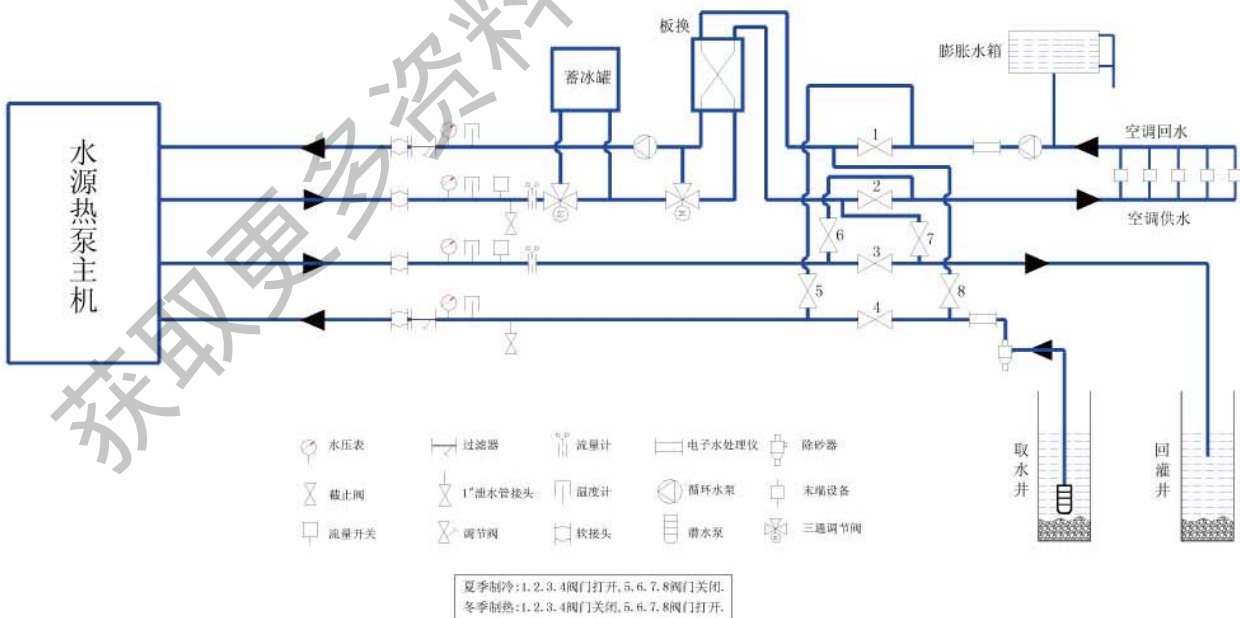 获取更多资料
板换
膨胀水箱
蓄冰罐
水源热泵主机
1
空调回水
2
空调供水
6
7
3
5
8
4
取水井
回灌井
水压表
过滤器
流量计
电子水处理仪
除砂器
截止阀
1"泄水管接头
温度计
循环水泵
末端设备
流量开关
调节阀
软接头
潜水泵
三通调节阀
夏季制冷:1.2.3.4阀门打开,5.6.7.8阀门关闭.
冬季制热:1.2.3.4阀门关闭,5.6.7.8阀门打开.